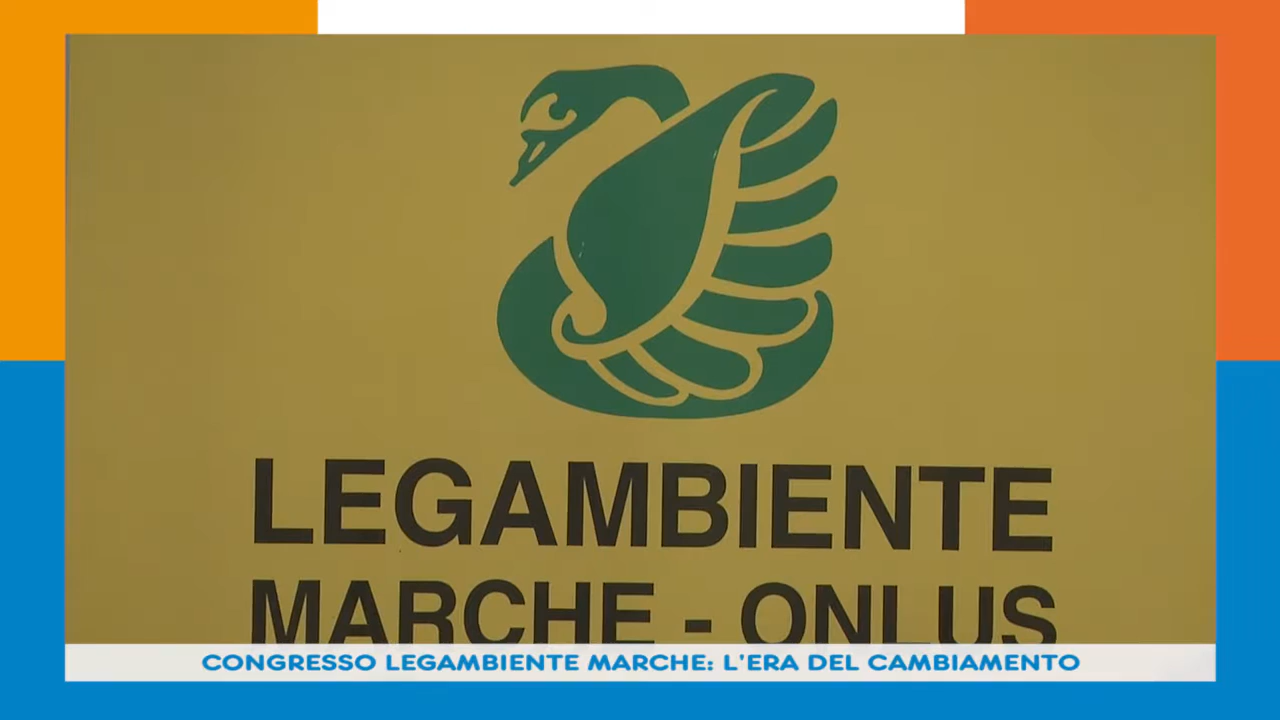 LEGAMBIENTE
MARCHE - ONLUS
CONGRESSO LEGAMBIENTE MARCHE: L'ERA DEL CAMBIAMENTO